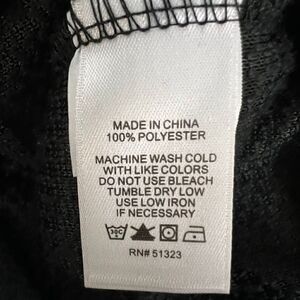 MADE IN CHINA
100% POLYESTER
MACHINE WASH COLD
WITH LIKE COLORS
DO NOT USE BLEACH
TUMBLE DRY LOW
USE LOW IRON
IF NECESSARY
30C
RN# 51323